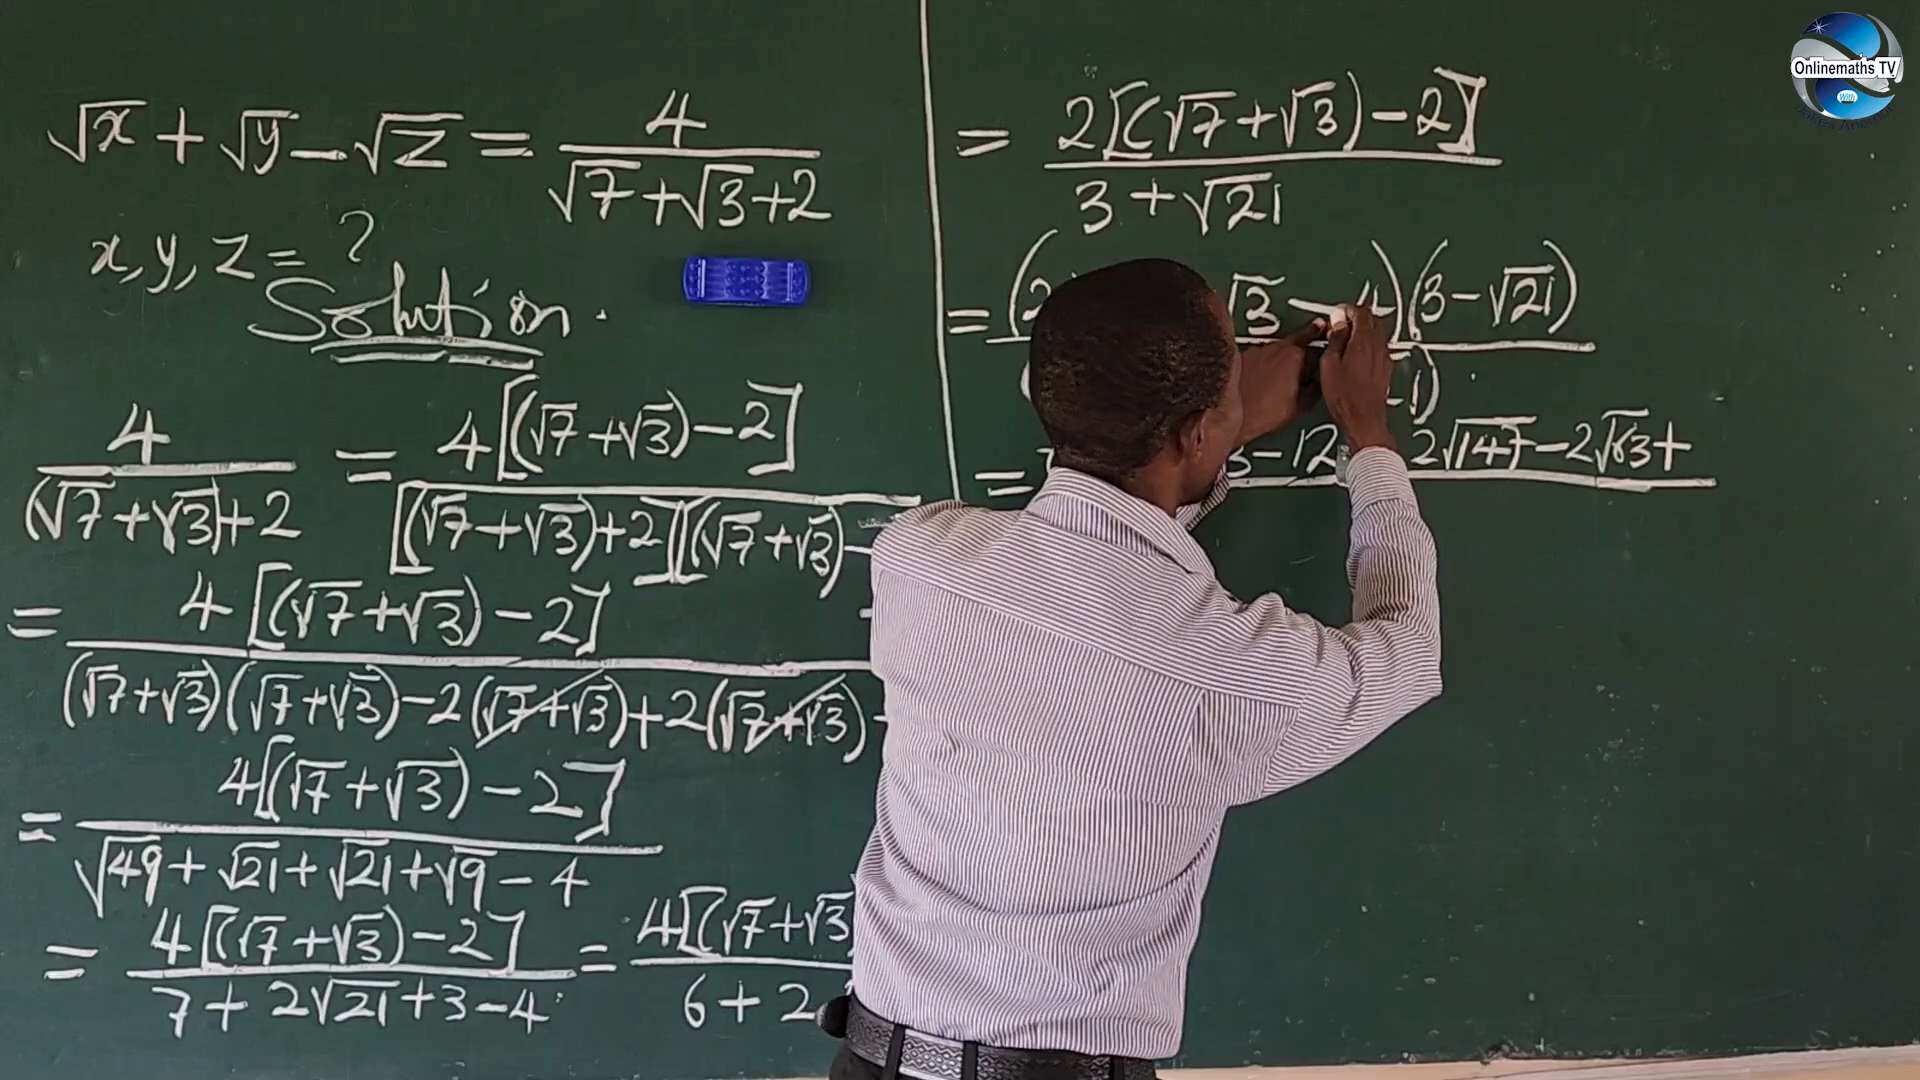 √x + √y - √z = 4 / (√7 + √3 + 2)
x, y, z = ?
Solution.
4 / ((√7 + √3) + 2) = 4[(√7 + √3) - 2] / [(√7 + √3) + 2][(√7 + √3) -
= 4[(√7 + √3) - 2] / (√7 + √3)(√7 + √3) - 2(√7 + √3) + 2(√7 + √3) -
= 4[(√7 + √3) - 2] / √49 + √21 + √21 + √9 - 4
= 4[(√7 + √3) - 2] / 7 + 2√21 + 3 - 4 = 4[(√7 + √3) / 6 + 2
= 2[(√7 + √3) - 2] / 3 + √21
= (2 √3 - 4)(3 - √21)
= 3 - 12 2√147 - 2√63 +
Onlinemaths TV
With